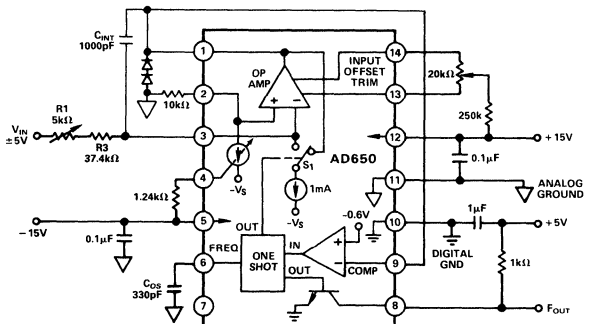 C_INT
1000pF
R1
5kΩ
V_IN
±5V
R3
37.4kΩ
10kΩ
1
2
3
4
5
6
7
OP
AMP
+ −
INPUT
OFFSET
TRIM
14
13
20kΩ
250k
12
+15V
0.1μF
11
ANALOG
GROUND
S1
AD650
1mA
−VS
−VS
1.24kΩ
−15V
0.1μF
COS
330pF
OUT
FREQ
ONE
SHOT
IN
OUT
−0.6V
+
−
COMP
10
DIGITAL
GND
1μF
+5V
1kΩ
9
8
FOUT